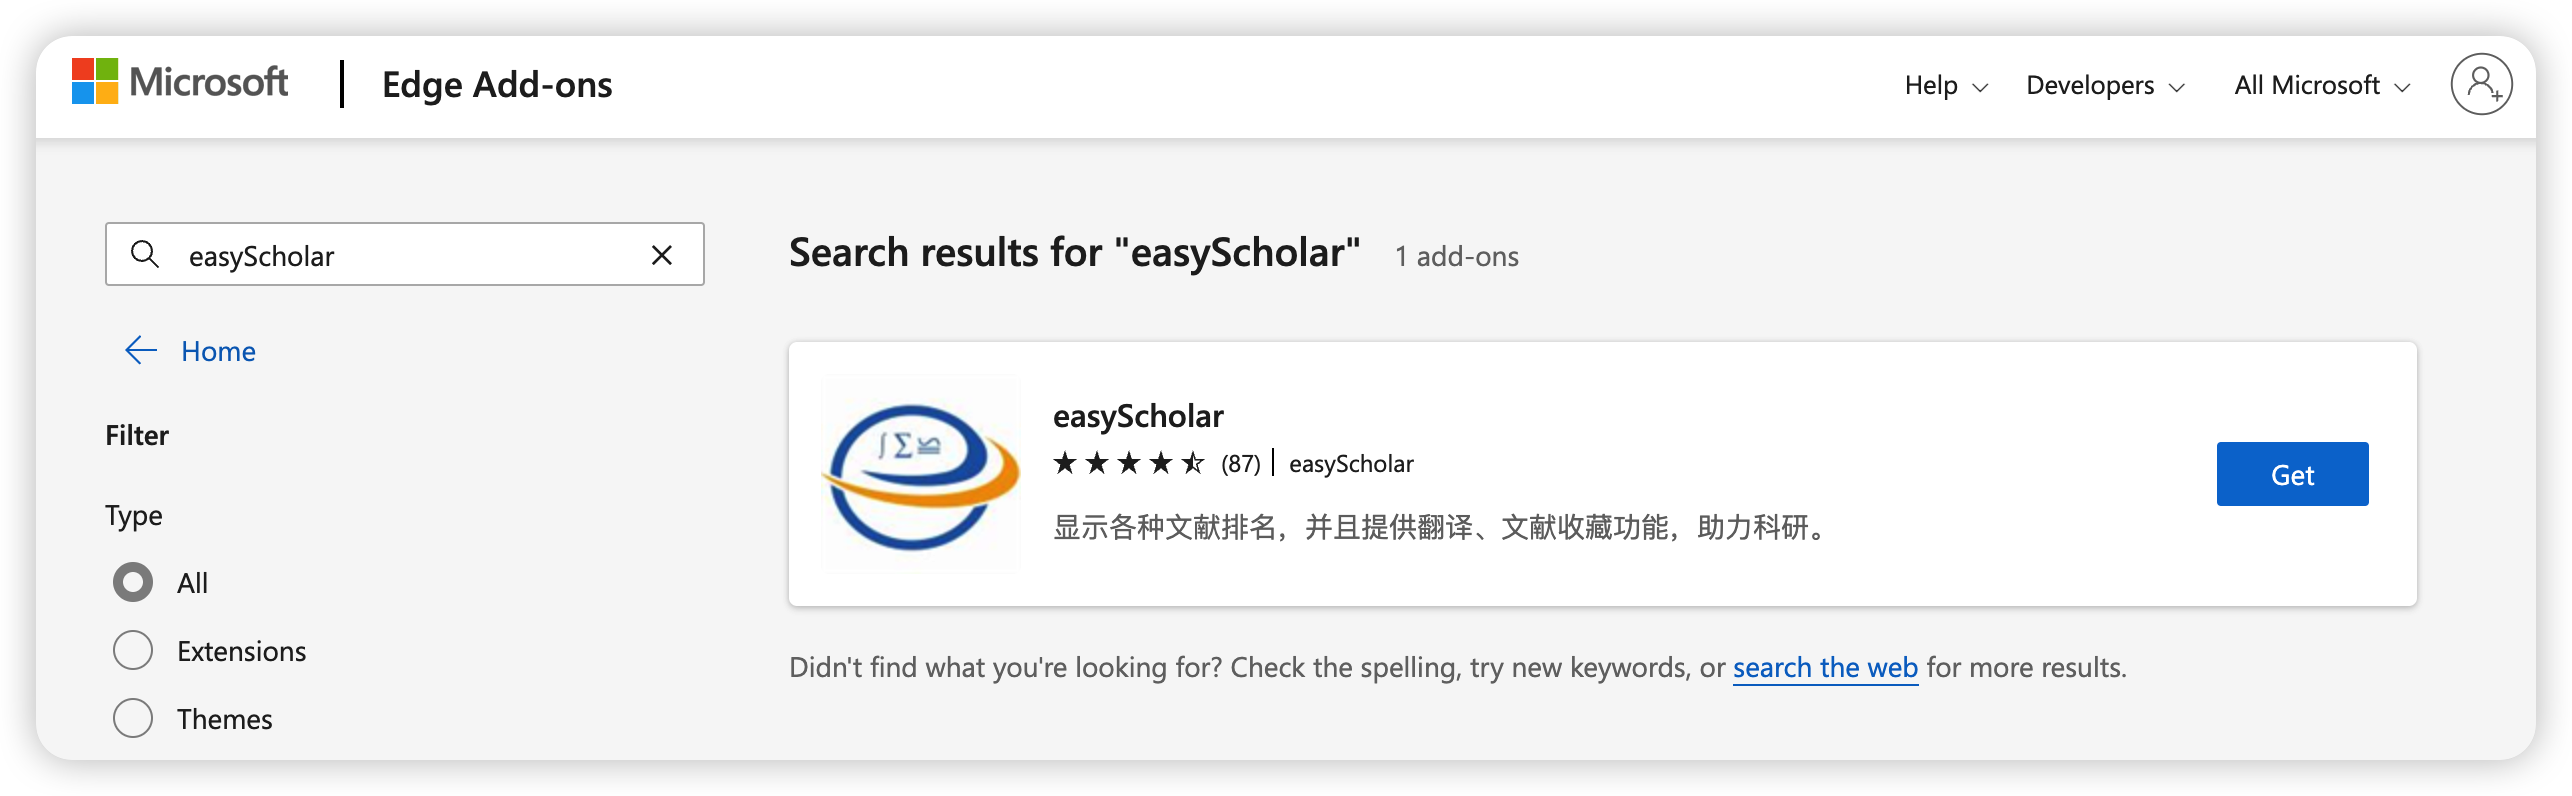 Microsoft | Edge Add-ons Help Developers All Microsoft
easyScholar
Home
Filter
Type
All
Extensions
Themes
Search results for "easyScholar" 1 add-ons
∫∑≌
easyScholar
(87) | easyScholar
显示各种文献排名，并且提供翻译、文献收藏功能，助力科研。
Get
Didn't find what you're looking for? Check the spelling, try new keywords, or search the web for more results.